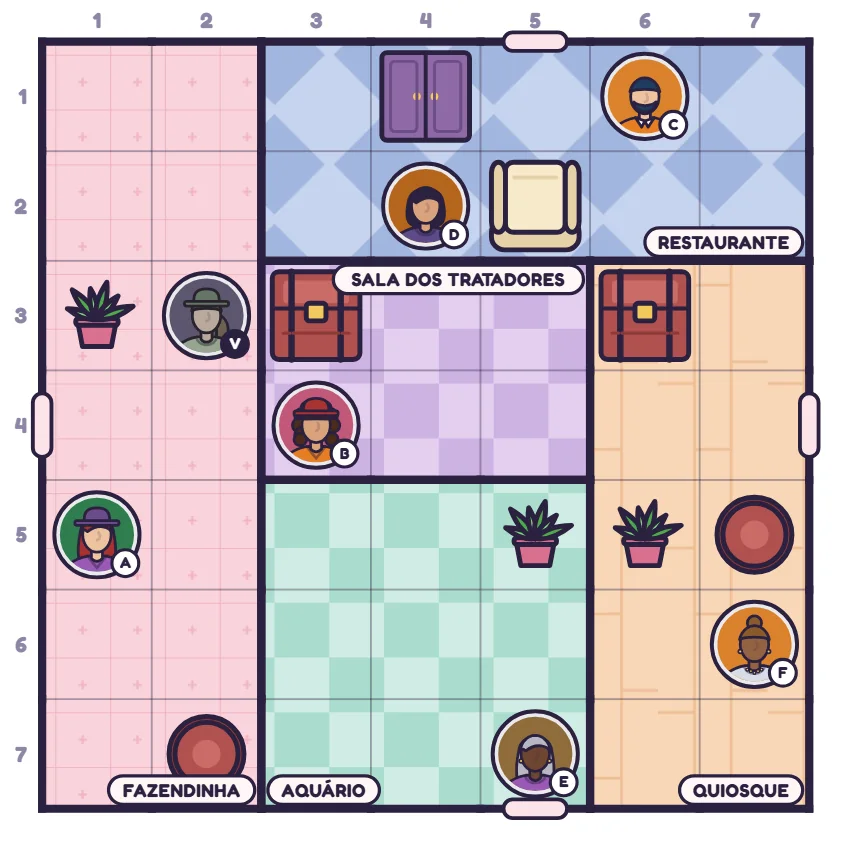 1 2 3 4 5 6 7
1
C
2
D
RESTAURANTE
SALA DOS TRATADORES
3
V
4
B
5
A
6
F
7
E
FAZENDINHA
AQUÁRIO
QUIOSQUE